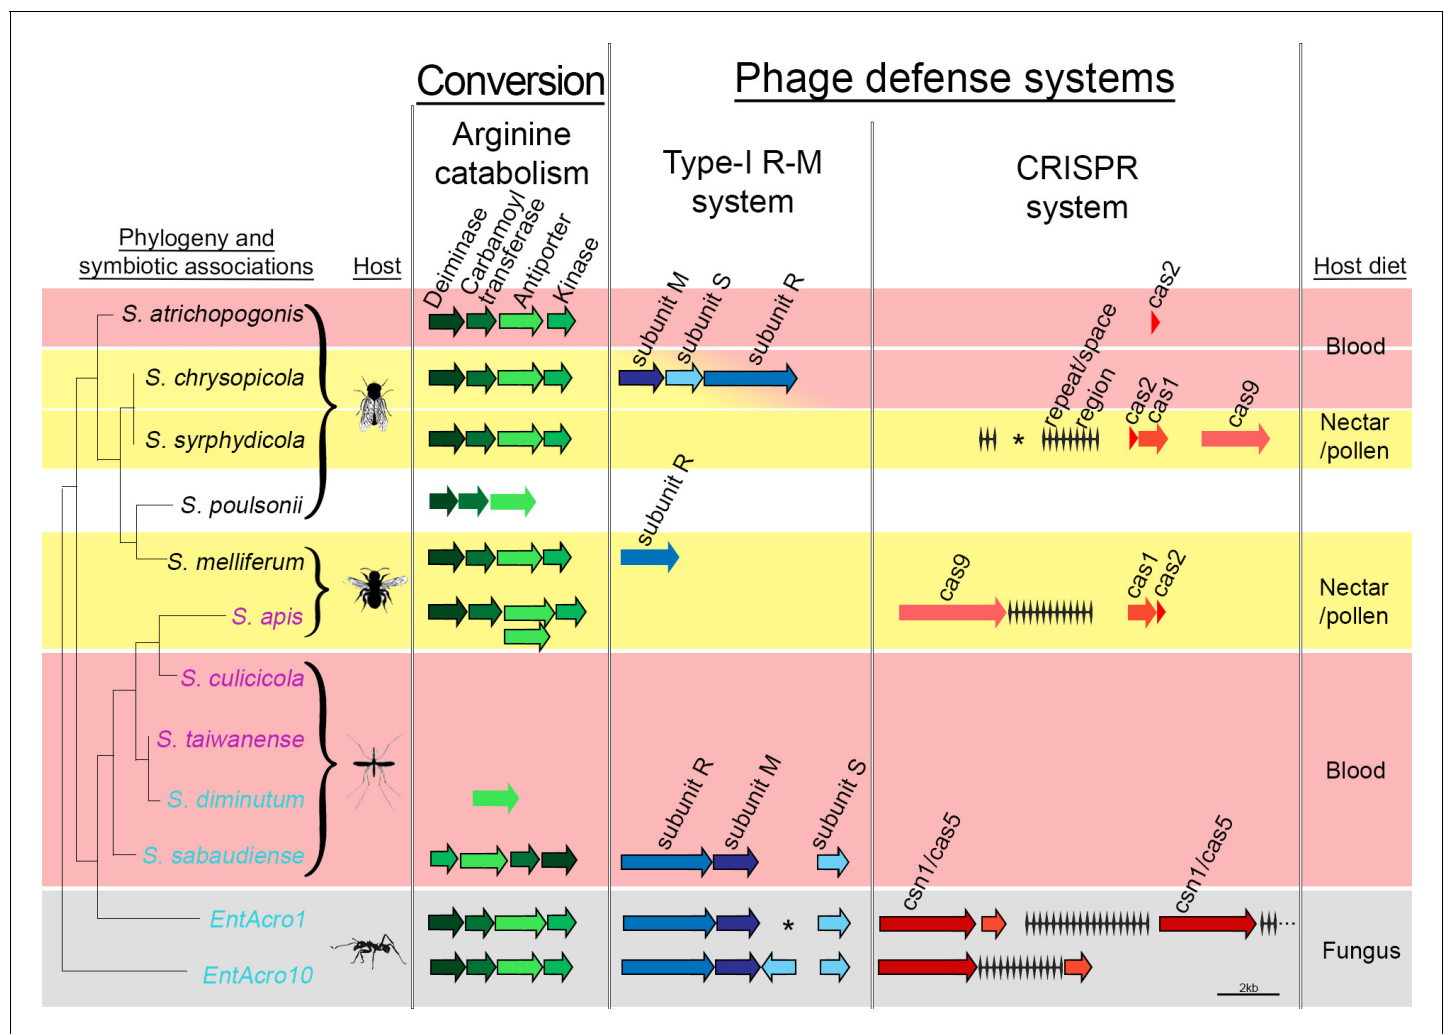 Conversion
Phage defense systems
Arginine
catabolism
Type-I R-M
system
CRISPR
system
Phylogeny and
symbiotic associations
Host
Deiminase
Carbamoyl
transferase
Antiporter
Kinase
Host diet
S. atrichopogonis
cas2
Blood
S. chrysopicola
subunit M
subunit S
subunit R
S. syrphydicola
*
repeat/space
region
cas2
cas1
cas9
Nectar
/pollen
S. poulsonii
S. melliferum
subunit R
Nectar
/pollen
S. apis
cas9
cas1
cas2
S. culicicola
S. taiwanense
Blood
S. diminutum
S. sabaudiense
subunit R
subunit M
subunit S
EntAcro1
*
csn1/cas5
csn1/cas5
...
Fungus
EntAcro10
2kb